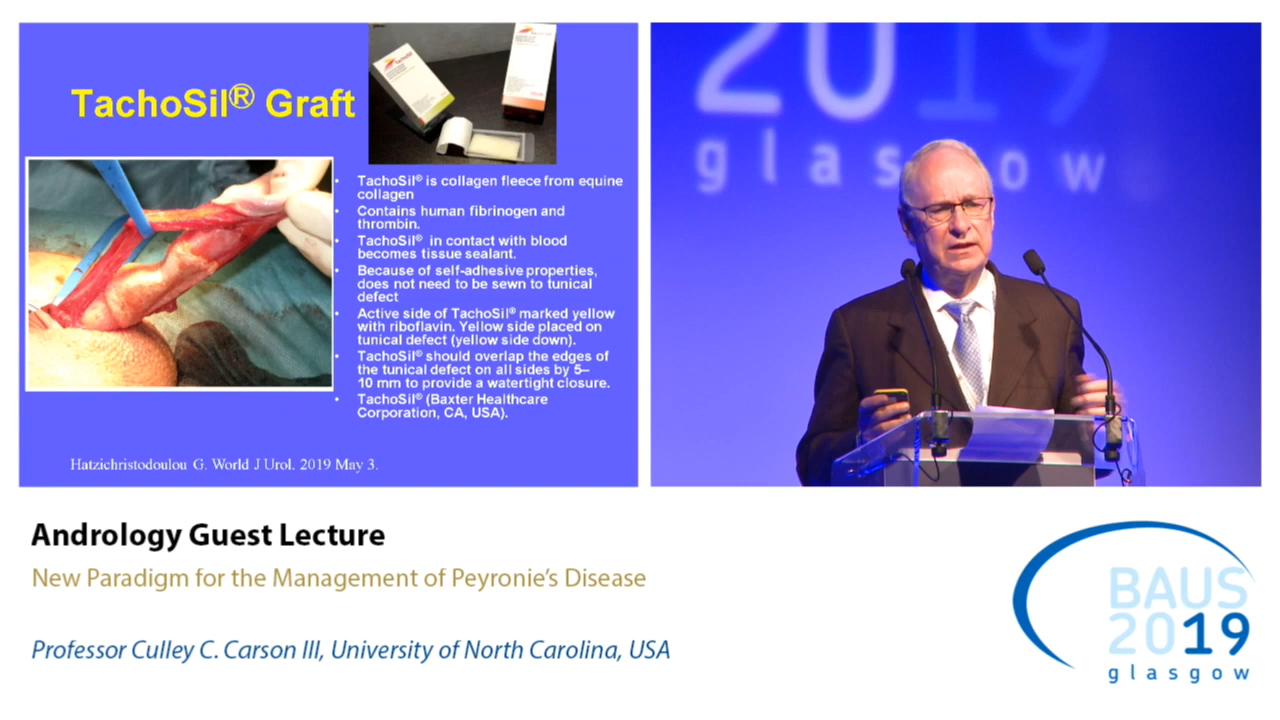 TachoSil® Graft
• TachoSil® is collagen fleece from equine
collagen
• Contains human fibrinogen and
thrombin.
• TachoSil® in contact with blood
becomes tissue sealant.
• Because of self-adhesive properties,
does not need to be sewn to tunical
defect
• Active side of TachoSil® marked yellow
with riboflavin. Yellow side placed on
tunical defect (yellow side down).
• TachoSil® should overlap the edges of
the tunical defect on all sides by 5–
10 mm to provide a watertight closure.
• TachoSil® (Baxter Healthcare
Corporation, CA, USA).
Hatzichristodoulou G. World J Urol. 2019 May 3.
2019
glasgow
Andrology Guest Lecture
New Paradigm for the Management of Peyronie's Disease
Professor Culley C. Carson III, University of North Carolina, USA
BAUS
2019
glasgow